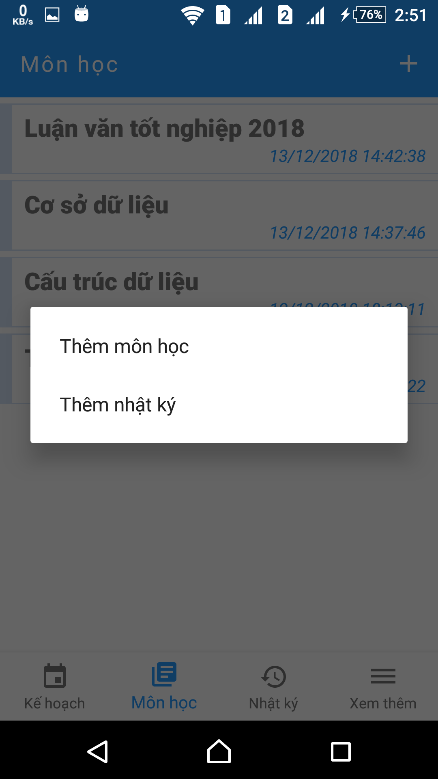 0
KB/s
1
2
76%
2:51
Môn học
Luận văn tốt nghiệp 2018
13/12/2018 14:42:38
Cơ sở dữ liệu
13/12/2018 14:37:46
Cấu trúc dữ liệu
11
22
Thêm môn học
Thêm nhật ký
Kế hoạch
Môn học
Nhật ký
Xem thêm